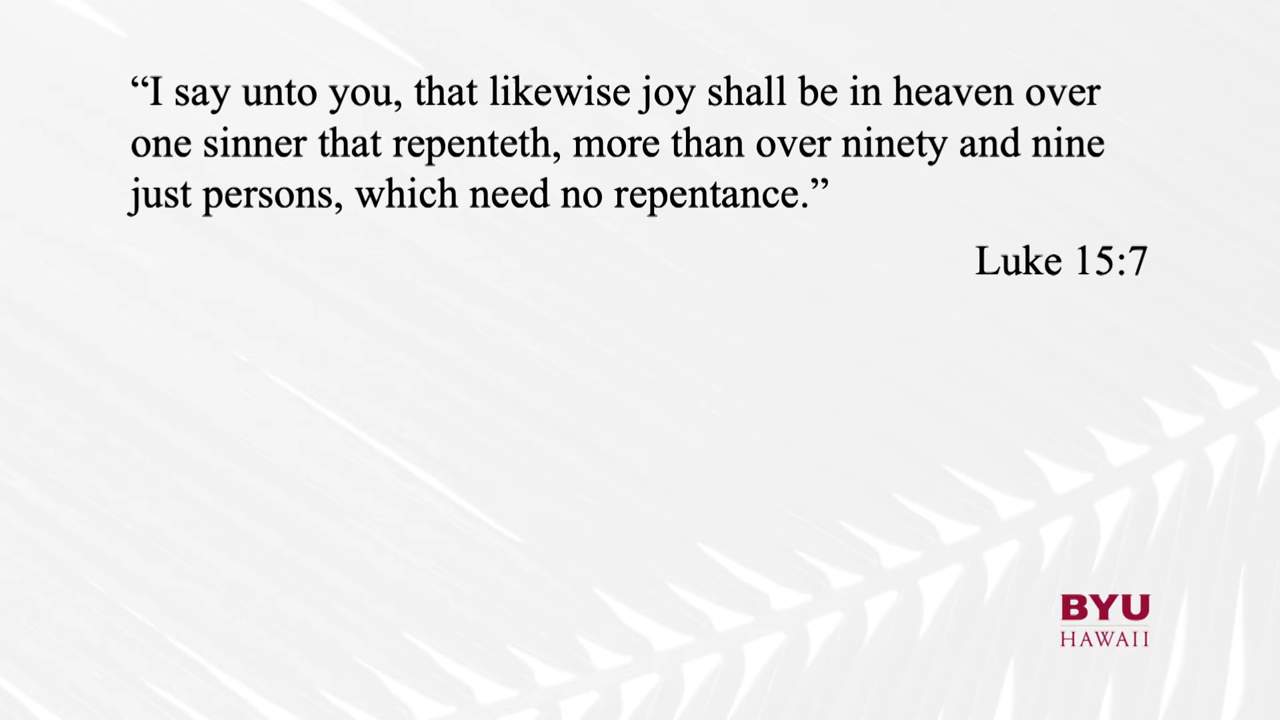 “I say unto you, that likewise joy shall be in heaven over
one sinner that repenteth, more than over ninety and nine
just persons, which need no repentance.”
Luke 15:7
BYU
HAWAII